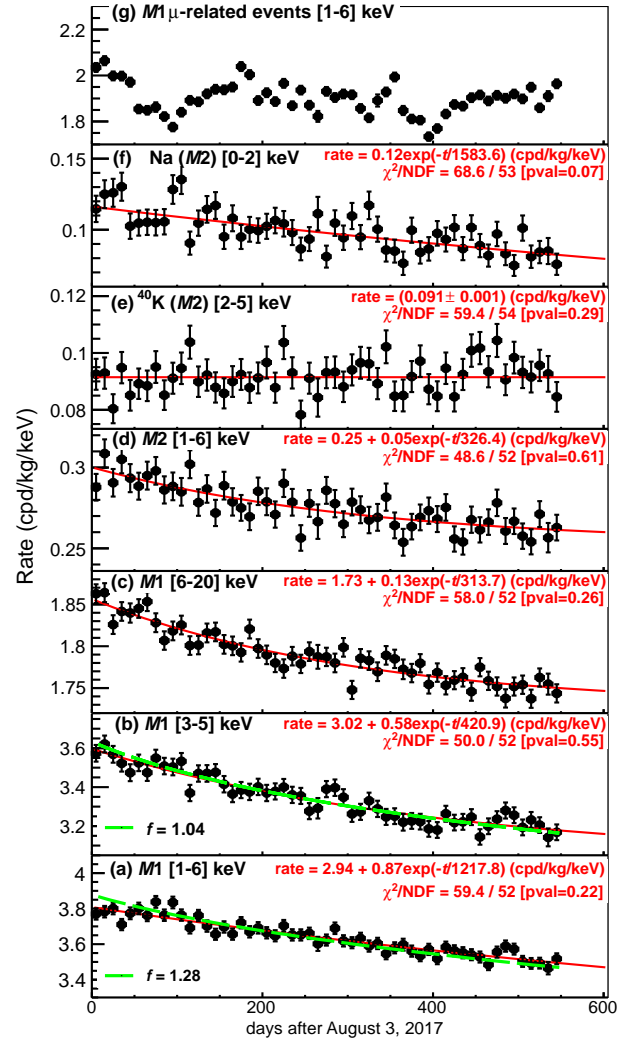 (g) M1 μ-related events [1-6] keV
2.2
2
1.8
(f) Na (M2) [0-2] keV
rate = 0.12exp(-t/1583.6) (cpd/kg/keV)
χ²/NDF = 68.6 / 53 [pval=0.07]
0.15
0.1
(e) ⁴⁰K (M2) [2-5] keV
rate = (0.091± 0.001) (cpd/kg/keV)
χ²/NDF = 59.4 / 54 [pval=0.29]
0.12
0.1
0.08
(d) M2 [1-6] keV
rate = 0.25 + 0.05exp(-t/326.4) (cpd/kg/keV)
χ²/NDF = 48.6 / 52 [pval=0.61]
0.3
0.25
(c) M1 [6-20] keV
rate = 1.73 + 0.13exp(-t/313.7) (cpd/kg/keV)
χ²/NDF = 58.0 / 52 [pval=0.26]
1.85
1.8
1.75
(b) M1 [3-5] keV
rate = 3.02 + 0.58exp(-t/420.9) (cpd/kg/keV)
χ²/NDF = 50.0 / 52 [pval=0.55]
3.6
3.4
3.2
f = 1.04
(a) M1 [1-6] keV
rate = 2.94 + 0.87exp(-t/1217.8) (cpd/kg/keV)
χ²/NDF = 59.4 / 52 [pval=0.22]
4
3.8
3.6
3.4
f = 1.28
0 200 400 600
days after August 3, 2017
Rate (cpd/kg/keV)